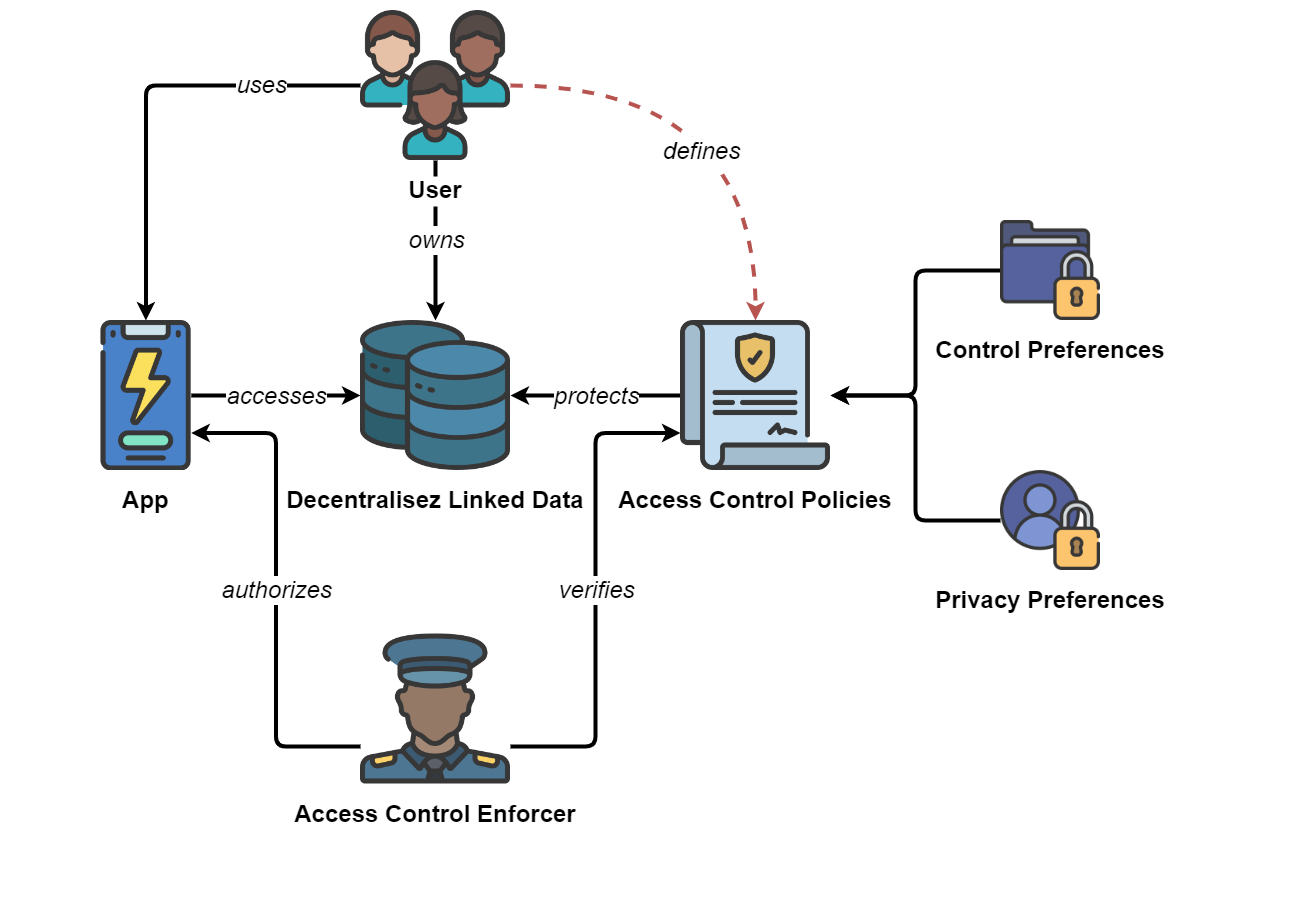 uses
defines
User
owns
Control Preferences
accesses
protects
App
Decentralisez Linked Data
Access Control Policies
authorizes
verifies
Privacy Preferences
Access Control Enforcer